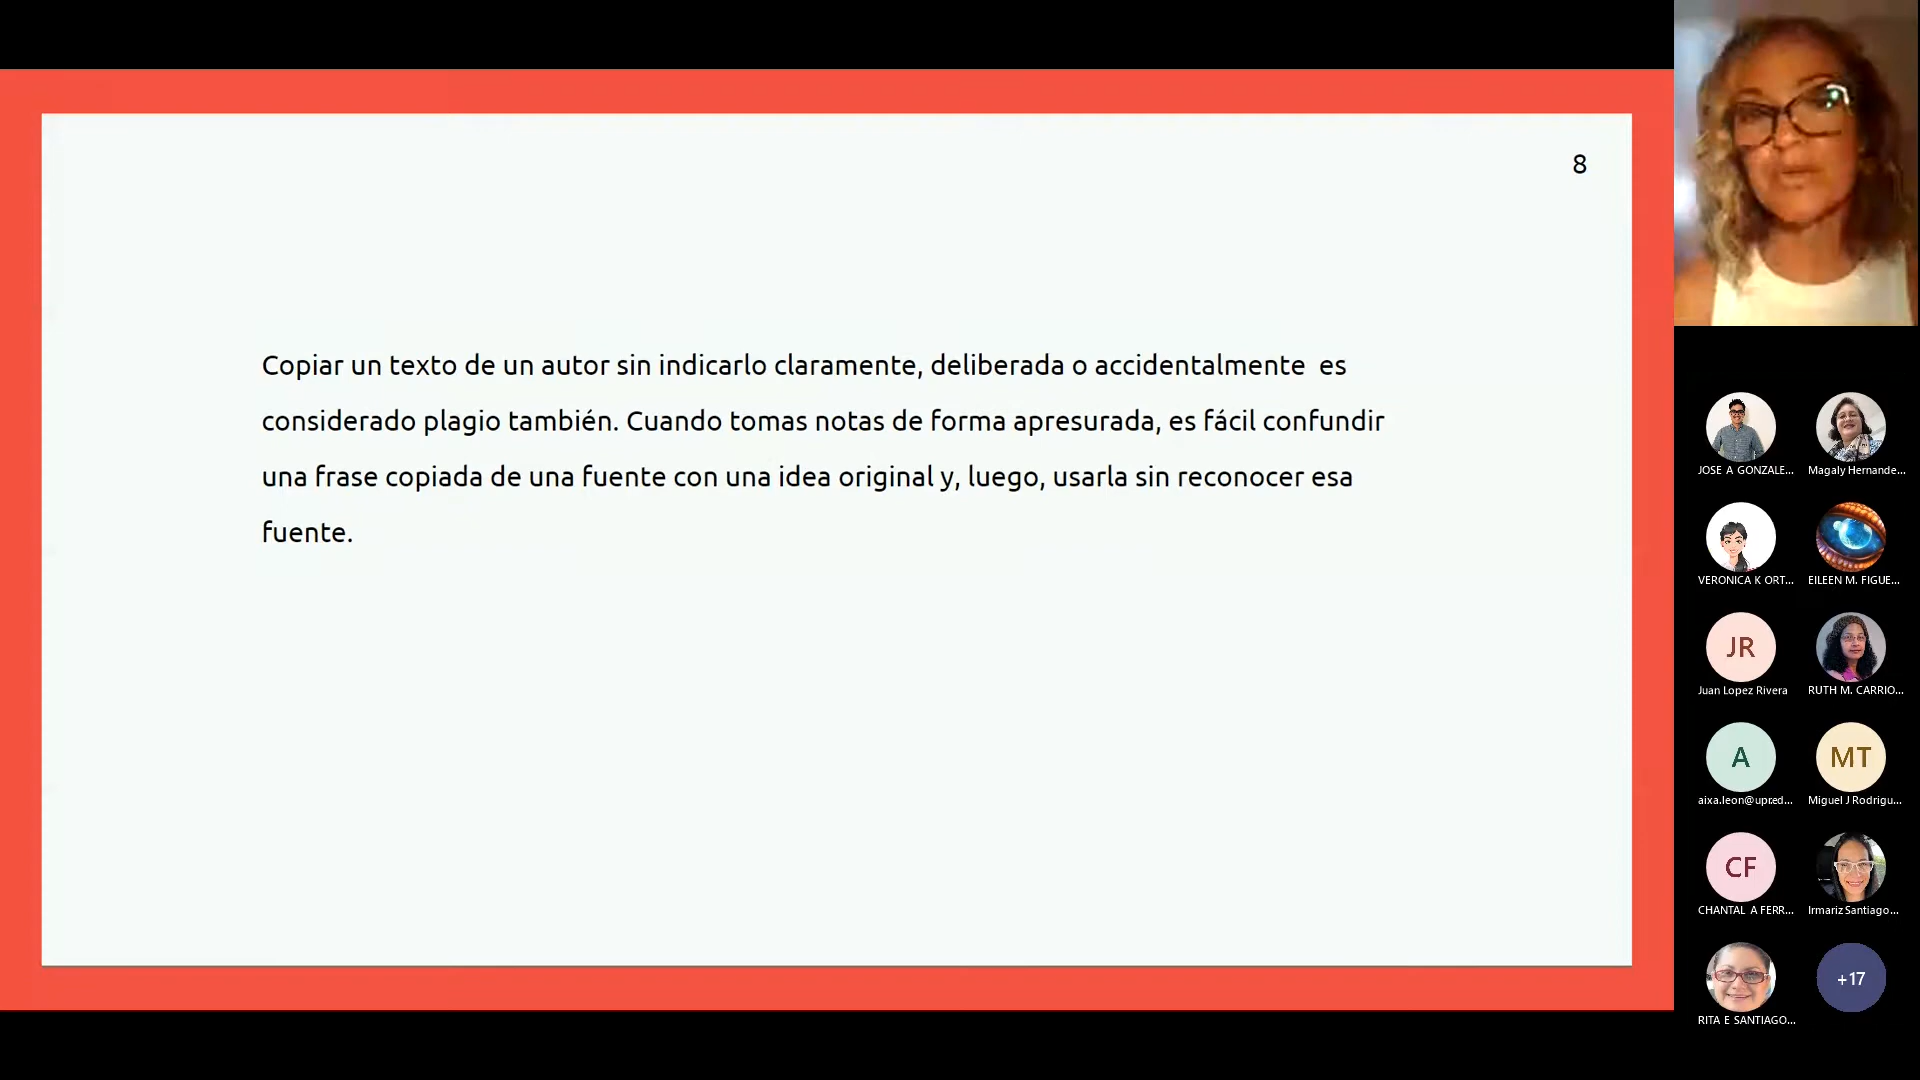 8
Copiar un texto de un autor sin indicarlo claramente, deliberada o accidentalmente es
considerado plagio también. Cuando tomas notas de forma apresurada, es fácil confundir
una frase copiada de una fuente con una idea original y, luego, usarla sin reconocer esa
fuente.
JOSE A GONZALE...
Magaly Hernande...
VERONICA K ORT...
EILEEN M. FIGUE...
JR
Juan Lopez Rivera
RUTH M. CARRIO...
A
aixa.leon@upr.ed...
MT
Miguel J Rodrigu...
CF
CHANTAL A FERR...
Irmariz Santiago...
RITA E SANTIAGO...
+17